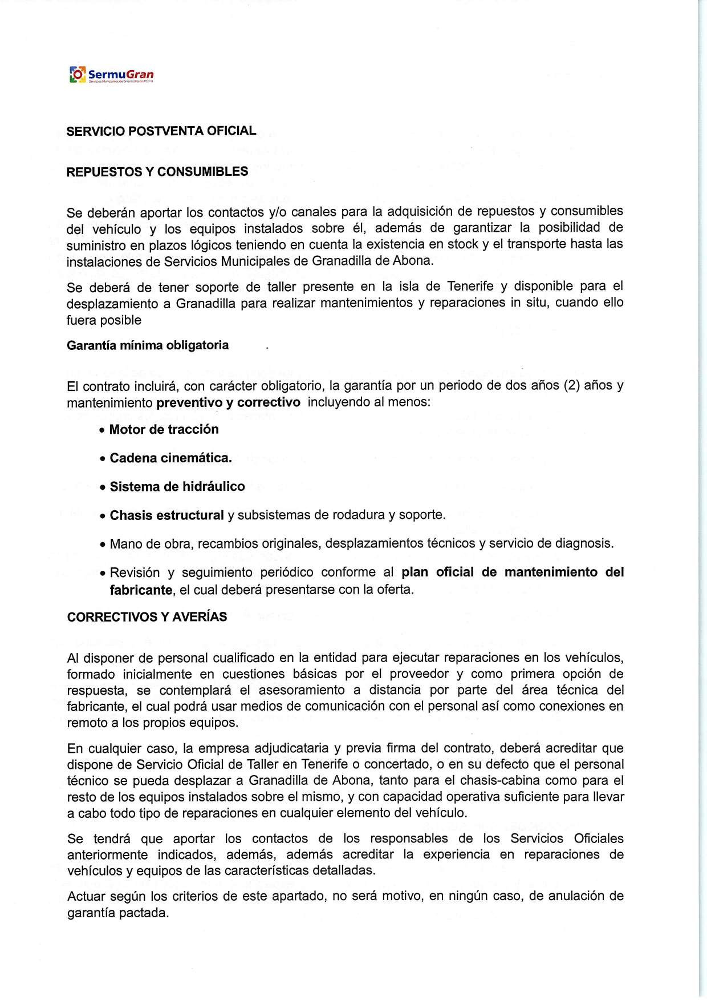 SermuGran
Servicios Municipales de Granadilla de Abona
SERVICIO POSTVENTA OFICIAL
REPUESTOS Y CONSUMIBLES
Se deberán aportar los contactos y/o canales para la adquisición de repuestos y consumibles
del vehículo y los equipos instalados sobre él, además de garantizar la posibilidad de
suministro en plazos lógicos teniendo en cuenta la existencia en stock y el transporte hasta las
instalaciones de Servicios Municipales de Granadilla de Abona.
Se deberá de tener soporte de taller presente en la isla de Tenerife y disponible para el
desplazamiento a Granadilla para realizar mantenimientos y reparaciones in situ, cuando ello
fuera posible
Garantía mínima obligatoria .
El contrato incluirá, con carácter obligatorio, la garantía por un periodo de dos años (2) años y
mantenimiento preventivo y correctivo incluyendo al menos:
• Motor de tracción
• Cadena cinemática.
• Sistema de hidráulico
• Chasis estructural y subsistemas de rodadura y soporte.
• Mano de obra, recambios originales, desplazamientos técnicos y servicio de diagnosis.
• Revisión y seguimiento periódico conforme al plan oficial de mantenimiento del
fabricante, el cual deberá presentarse con la oferta.
CORRECTIVOS Y AVERÍAS
Al disponer de personal cualificado en la entidad para ejecutar reparaciones en los vehículos,
formado inicialmente en cuestiones básicas por el proveedor y como primera opción de
respuesta, se contemplará el asesoramiento a distancia por parte del área técnica del
fabricante, el cual podrá usar medios de comunicación con el personal así como conexiones en
remoto a los propios equipos.
En cualquier caso, la empresa adjudicataria y previa firma del contrato, deberá acreditar que
dispone de Servicio Oficial de Taller en Tenerife o concertado, o en su defecto que el personal
técnico se pueda desplazar a Granadilla de Abona, tanto para el chasis-cabina como para el
resto de los equipos instalados sobre el mismo, y con capacidad operativa suficiente para llevar
a cabo todo tipo de reparaciones en cualquier elemento del vehículo.
Se tendrá que aportar los contactos de los responsables de los Servicios Oficiales
anteriormente indicados, además, además acreditar la experiencia en reparaciones de
vehículos y equipos de las características detalladas.
Actuar según los criterios de este apartado, no será motivo, en ningún caso, de anulación de
garantía pactada.